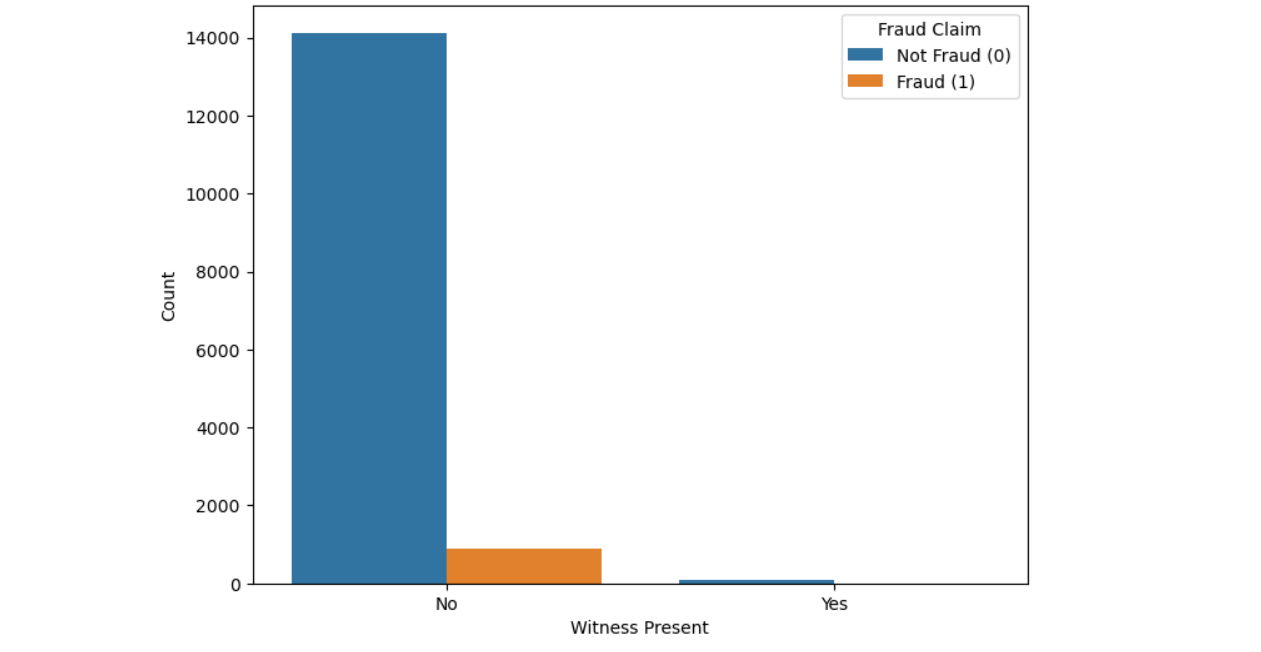 Fraud Claim
Not Fraud (0)
Fraud (1)
14000
12000
10000
8000
6000
4000
2000
0
Count
No Yes
Witness Present